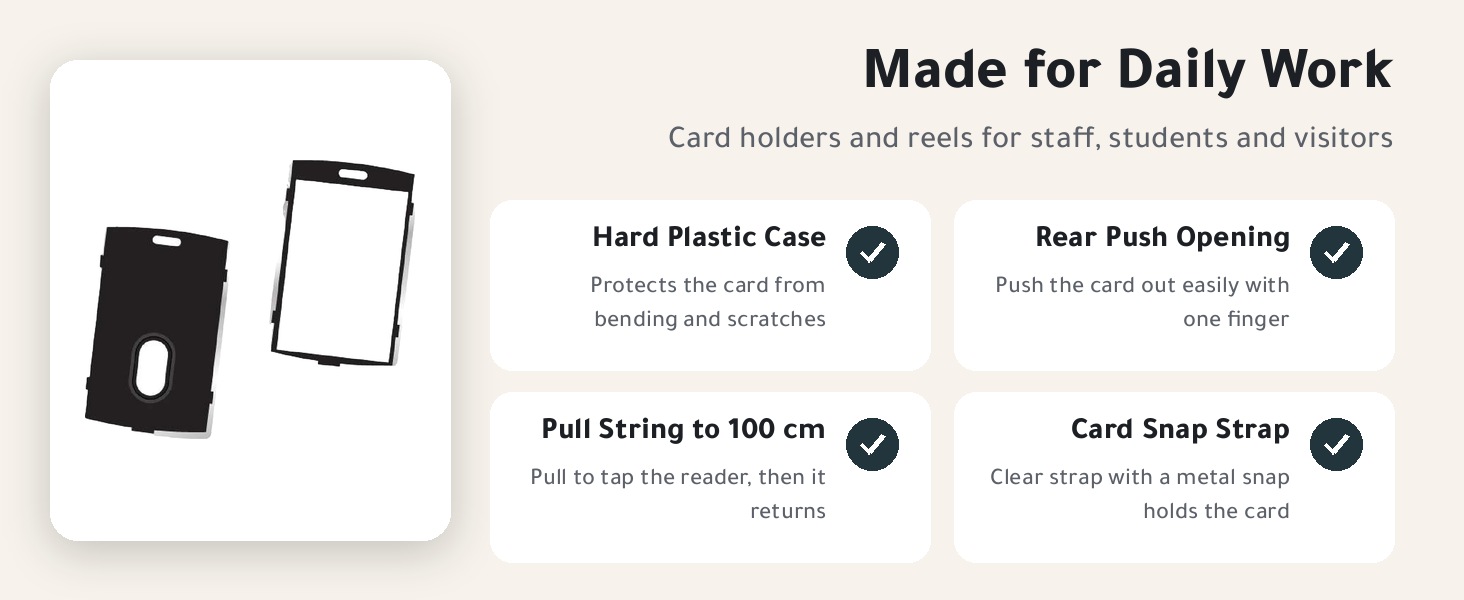 Made for Daily Work
Card holders and reels for staff, students and visitors
Hard Plastic Case
Protects the card from
bending and scratches
Rear Push Opening
Push the card out easily with
one finger
Pull String to 100 cm
Pull to tap the reader, then it
returns
Card Snap Strap
Clear strap with a metal snap
holds the card